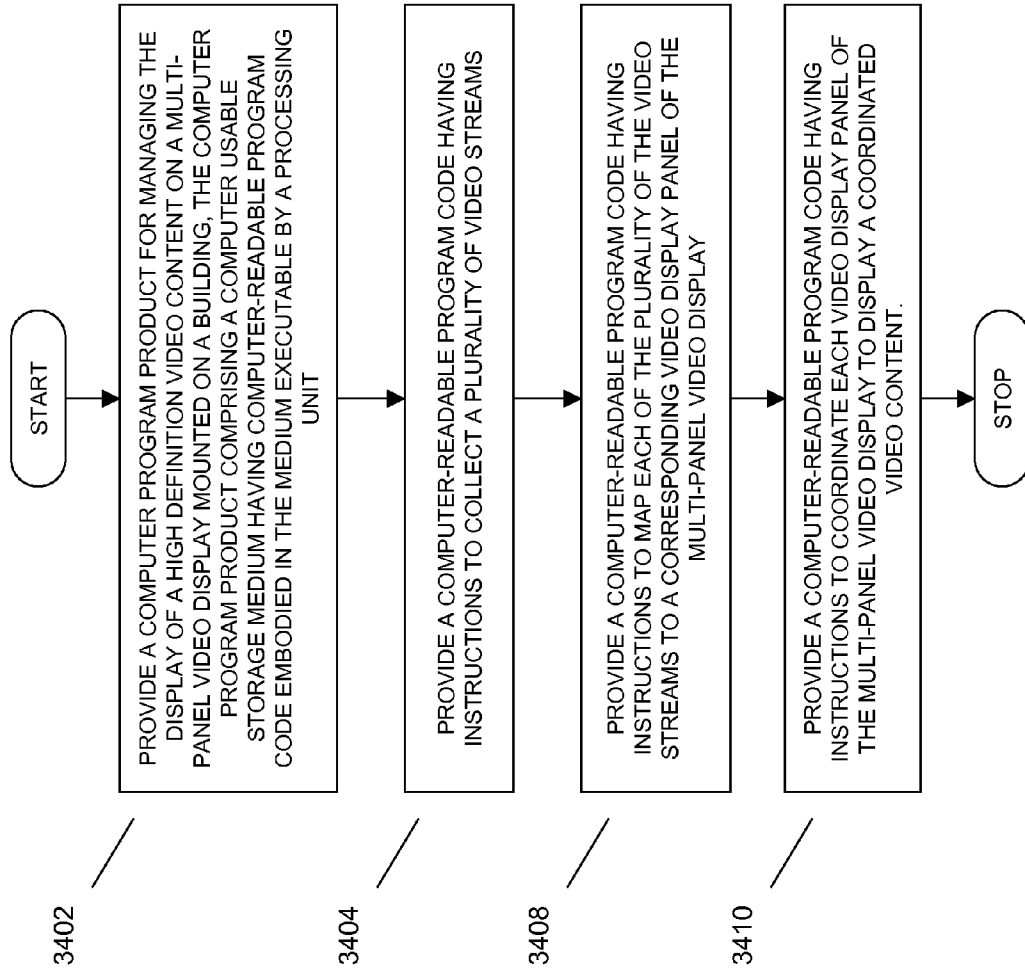 START
3402
PROVIDE A COMPUTER PROGRAM PRODUCT FOR MANAGING THE
DISPLAY OF A HIGH DEFINITION VIDEO CONTENT ON A MULTI-
PANEL VIDEO DISPLAY MOUNTED ON A BUILDING, THE COMPUTER
PROGRAM PRODUCT COMPRISING A COMPUTER USABLE
STORAGE MEDIUM HAVING COMPUTER-READABLE PROGRAM
CODE EMBODIED IN THE MEDIUM EXECUTABLE BY A PROCESSING
UNIT
3404
PROVIDE A COMPUTER-READABLE PROGRAM CODE HAVING
INSTRUCTIONS TO COLLECT A PLURALITY OF VIDEO STREAMS
3408
PROVIDE A COMPUTER-READABLE PROGRAM CODE HAVING
INSTRUCTIONS TO MAP EACH OF THE PLURALITY OF THE VIDEO
STREAMS TO A CORRESPONDING VIDEO DISPLAY PANEL OF THE
MULTI-PANEL VIDEO DISPLAY
3410
PROVIDE A COMPUTER-READABLE PROGRAM CODE HAVING
INSTRUCTIONS TO COORDINATE EACH VIDEO DISPLAY PANEL OF
THE MULTI-PANEL VIDEO DISPLAY TO DISPLAY A COORDINATED
VIDEO CONTENT.
STOP